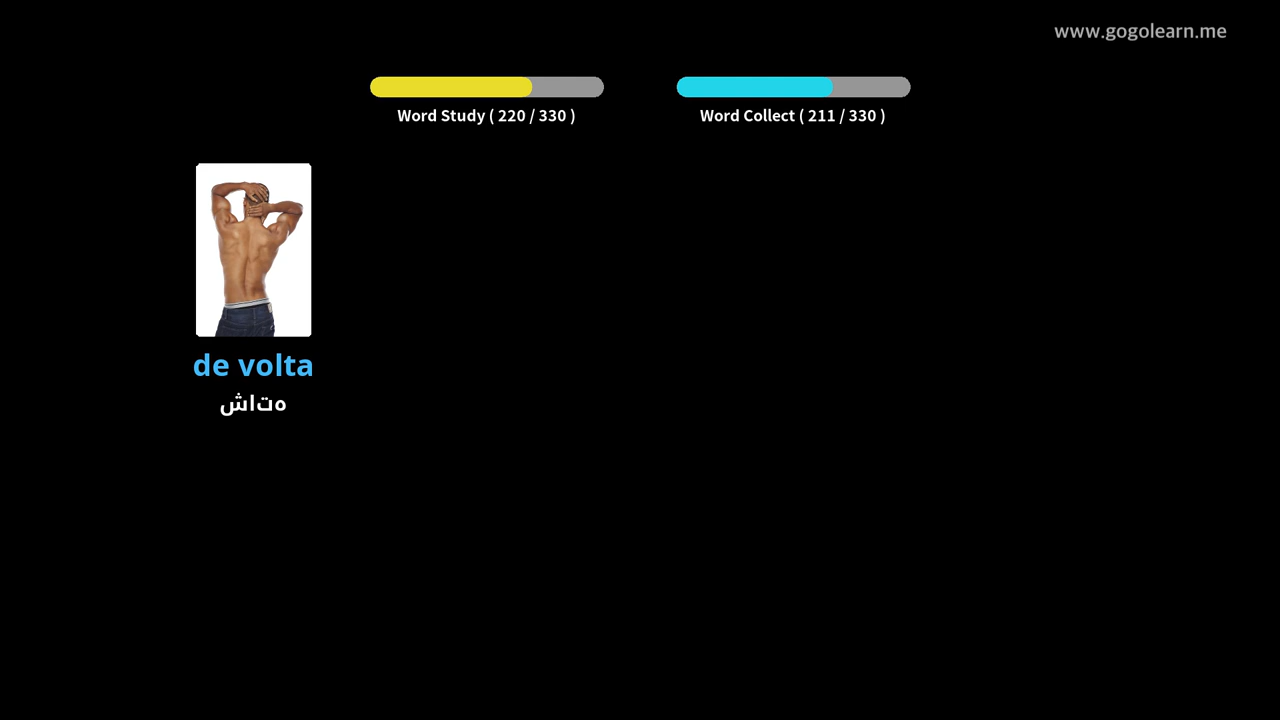 www.gogolearn.me
Word Study ( 220 / 330 )
Word Collect ( 211 / 330 )
de volta
هتاش